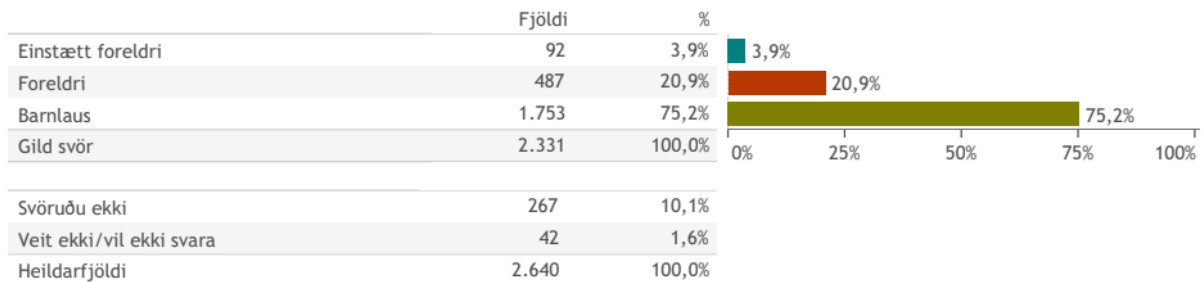 Fjöldi %
Einstætt foreldri 92 3,9% 3,9%
Foreldri 487 20,9% 20,9%
Barnlaus 1.753 75,2% 75,2%
Gild svör 2.331 100,0%
0% 25% 50% 75% 100%
Svöruðu ekki 267 10,1%
Veit ekki/vil ekki svara 42 1,6%
Heildarfjöldi 2.640 100,0%